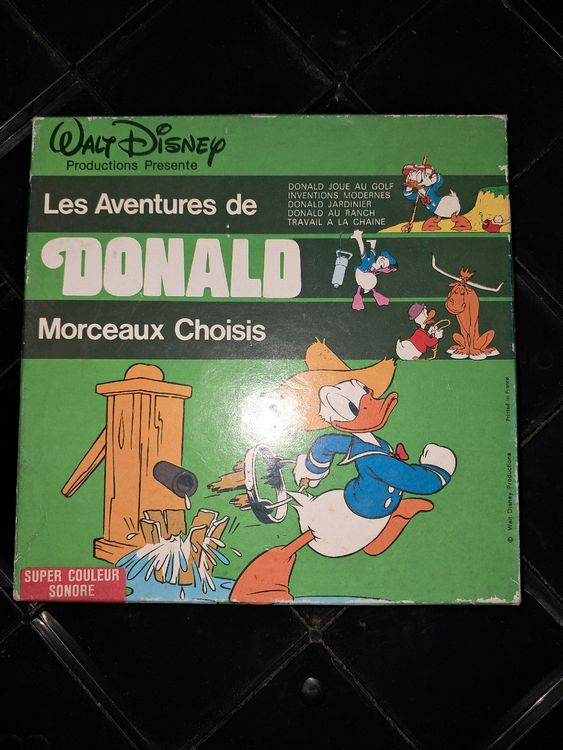 WALT DISNEY
Productions Presente
Les Aventures de
DONALD JOUE AU GOLF
INVENTIONS MODERNES
DONALD JARDINIER
DONALD AU RANCH
TRAVAIL A LA CHAINE
DONALD
Morceaux Choisis
SUPER COULEUR
SONORE
© Walt Disney Productions
Printed in France